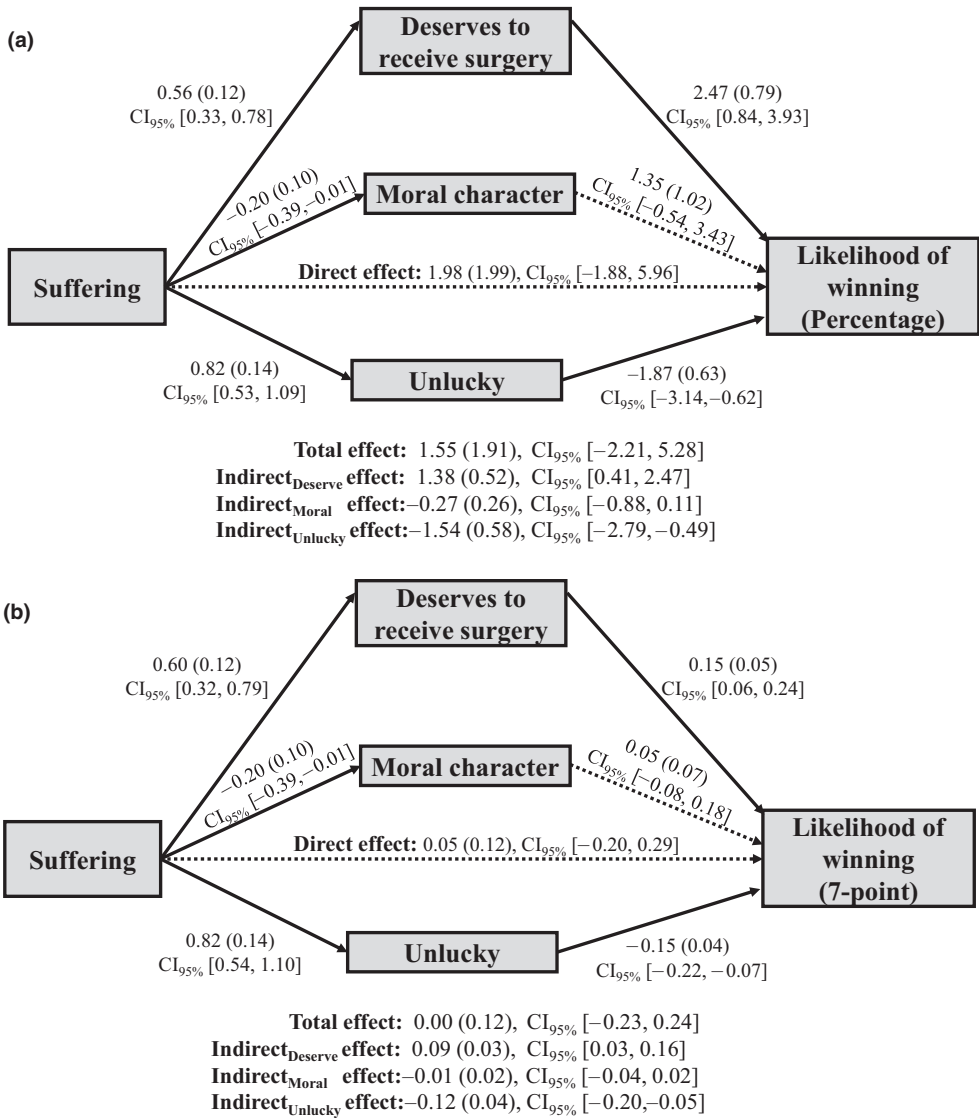 (a)
Deserves to
receive surgery
0.56 (0.12)
CI95% [0.33, 0.78]
2.47 (0.79)
CI95% [0.84, 3.93]
−0.20 (0.10)
CI95% [−0.39, −0.01]
Moral character
1.35 (1.02)
CI95% [−0.54, 3.43]
Suffering
Direct effect: 1.98 (1.99), CI95% [−1.88, 5.96]
Likelihood of
winning
(Percentage)
0.82 (0.14)
CI95% [0.53, 1.09]
Unlucky
−1.87 (0.63)
CI95% [−3.14,−0.62]
Total effect: 1.55 (1.91), CI95% [−2.21, 5.28]
IndirectDeserve effect: 1.38 (0.52), CI95% [0.41, 2.47]
IndirectMoral effect:−0.27 (0.26), CI95% [−0.88, 0.11]
IndirectUnlucky effect:−1.54 (0.58), CI95% [−2.79, −0.49]
(b)
Deserves to
receive surgery
0.60 (0.12)
CI95% [0.32, 0.79]
0.15 (0.05)
CI95% [0.06, 0.24]
−0.20 (0.10)
CI95% [−0.39, −0.01]
Moral character
0.05 (0.07)
CI95% [−0.08, 0.18]
Suffering
Direct effect: 0.05 (0.12), CI95% [−0.20, 0.29]
Likelihood of
winning
(7-point)
0.82 (0.14)
CI95% [0.54, 1.10]
Unlucky
−0.15 (0.04)
CI95% [−0.22, −0.07]
Total effect: 0.00 (0.12), CI95% [−0.23, 0.24]
IndirectDeserve effect: 0.09 (0.03), CI95% [0.03, 0.16]
IndirectMoral effect:−0.01 (0.02), CI95% [−0.04, 0.02]
IndirectUnlucky effect:−0.12 (0.04), CI95% [−0.20,−0.05]